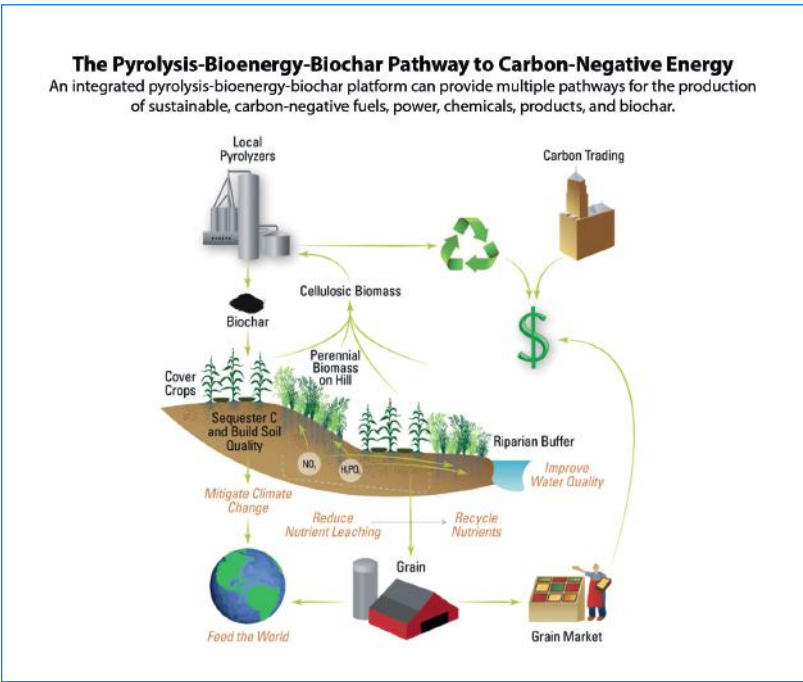 The Pyrolysis-Bioenergy-Biochar Pathway to Carbon-Negative Energy
An integrated pyrolysis-bioenergy-biochar platform can provide multiple pathways for the production
of sustainable, carbon-negative fuels, power, chemicals, products, and biochar.
Local
Pyrolyzers
Carbon Trading
Cellulosic Biomass
Biochar
$
Perennial
Biomass
on Hill
Cover
Crops
Sequester C
and Build Soil
Quality
Riparian Buffer
NO₃
H₂PO₄
Improve
Water Quality
Mitigate Climate
Change
Reduce
Nutrient Leaching
Recycle
Nutrients
Grain
Feed the World
Grain Market